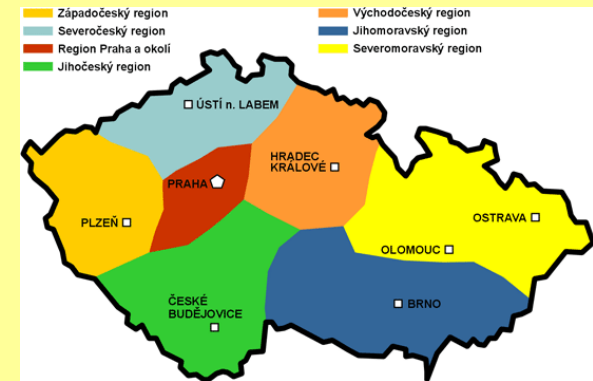 Západočeský region
Severočeský region
Region Praha a okolí
Jihočeský region
Východočeský region
Jihomoravský region
Severomoravský region
ÚSTÍ n. LABEM
HRADEC
KRÁLOVÉ
PRAHA
PLZEŇ
OSTRAVA
OLOMOUC
ČESKÉ
BUDĚJOVICE
BRNO